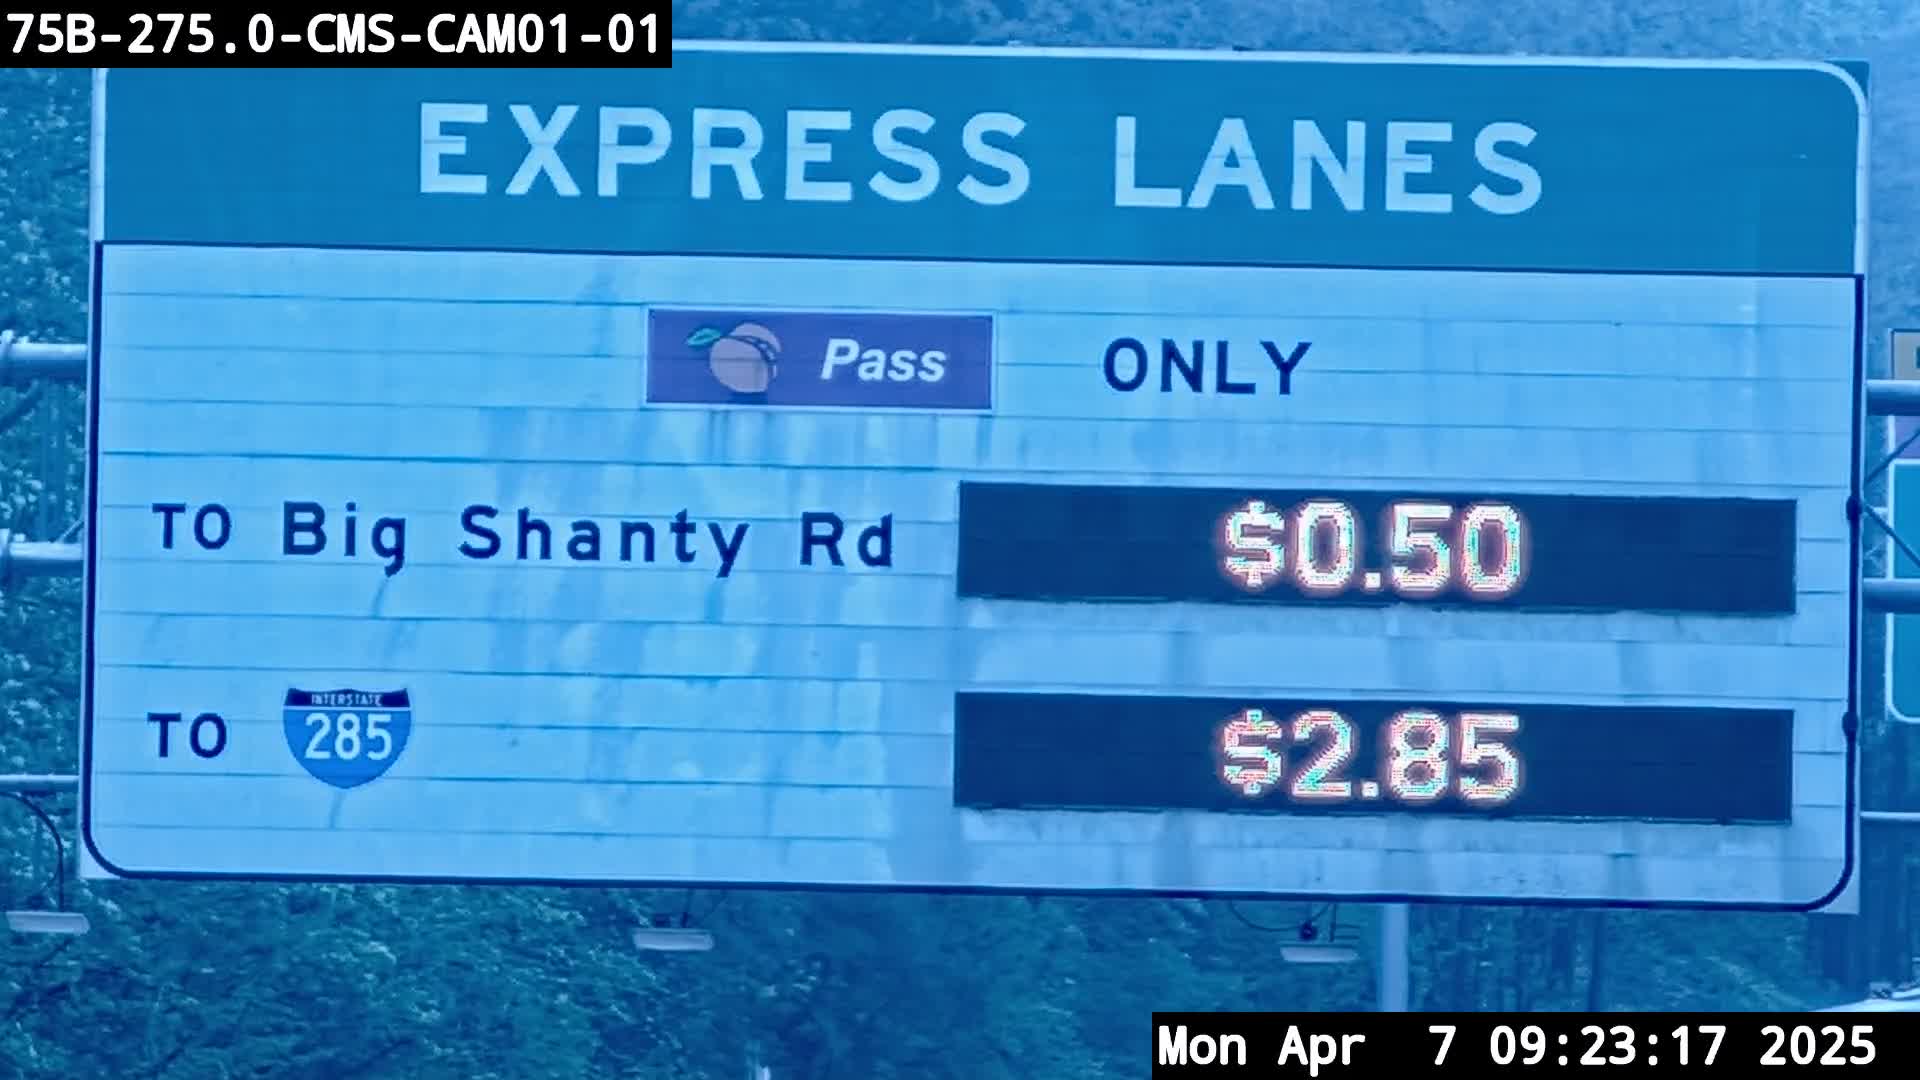 75B-275.0-CMS-CAM01-01
EXPRESS LANES
Pass ONLY
TO Big Shanty Rd $0.50
INTERSTATE
TO 285 $2.85
Mon Apr 7 09:23:17 2025